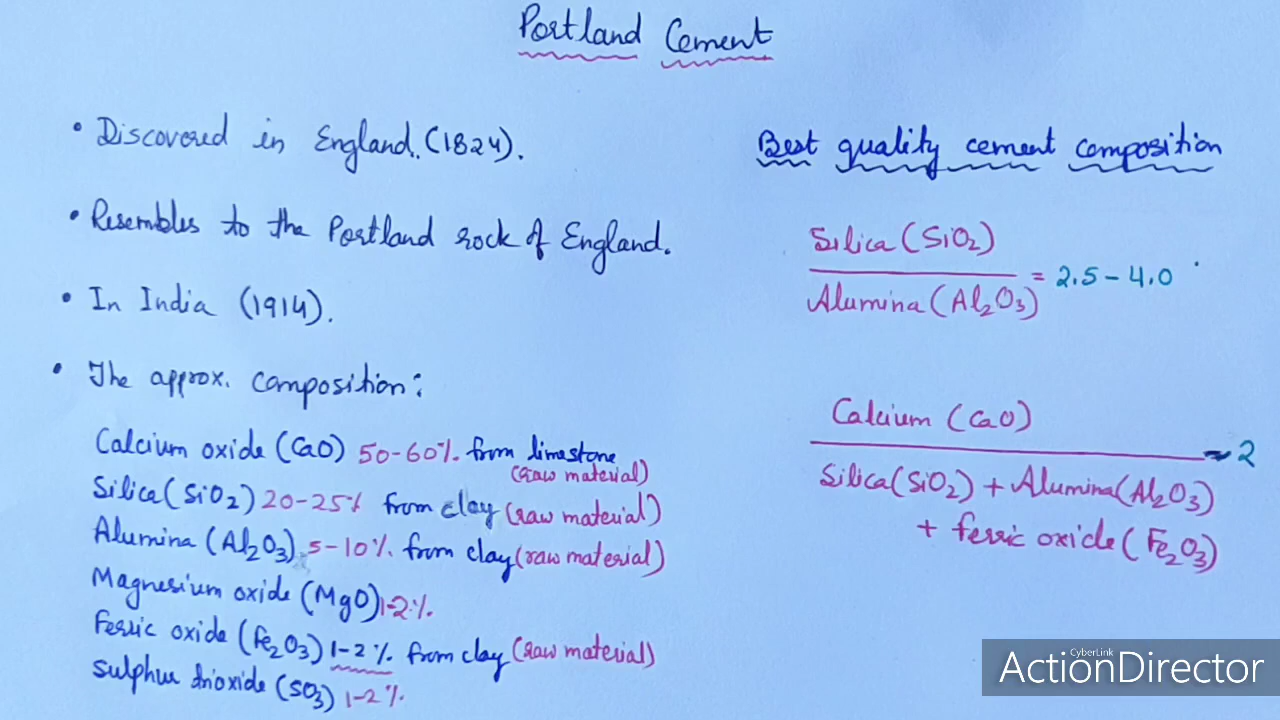 Portland Cement
• Discovered in England. (1824).
• Resembles to the Portland rock of England.
• In India (1914).
• The approx. composition:
Calcium oxide (CaO) 50-60%. from limestone
(raw material)
Silica (SiO2) 20-25% from clay (raw material)
Alumina (Al2O3) 5-10%. from clay (raw material)
Magnesium oxide (MgO) 1-2%.
Ferric oxide (Fe2O3) 1-2%. from clay (raw material)
Sulphur trioxide (SO3) 1-2%.
Best quality cement composition
Silica (SiO2)
= 2.5 - 4.0
Alumina (Al2O3)
Calcium (CaO)
~ 2
Silica (SiO2) + Alumina (Al2O3)
+ ferric oxide (Fe2O3)
CyberLink
ActionDirector